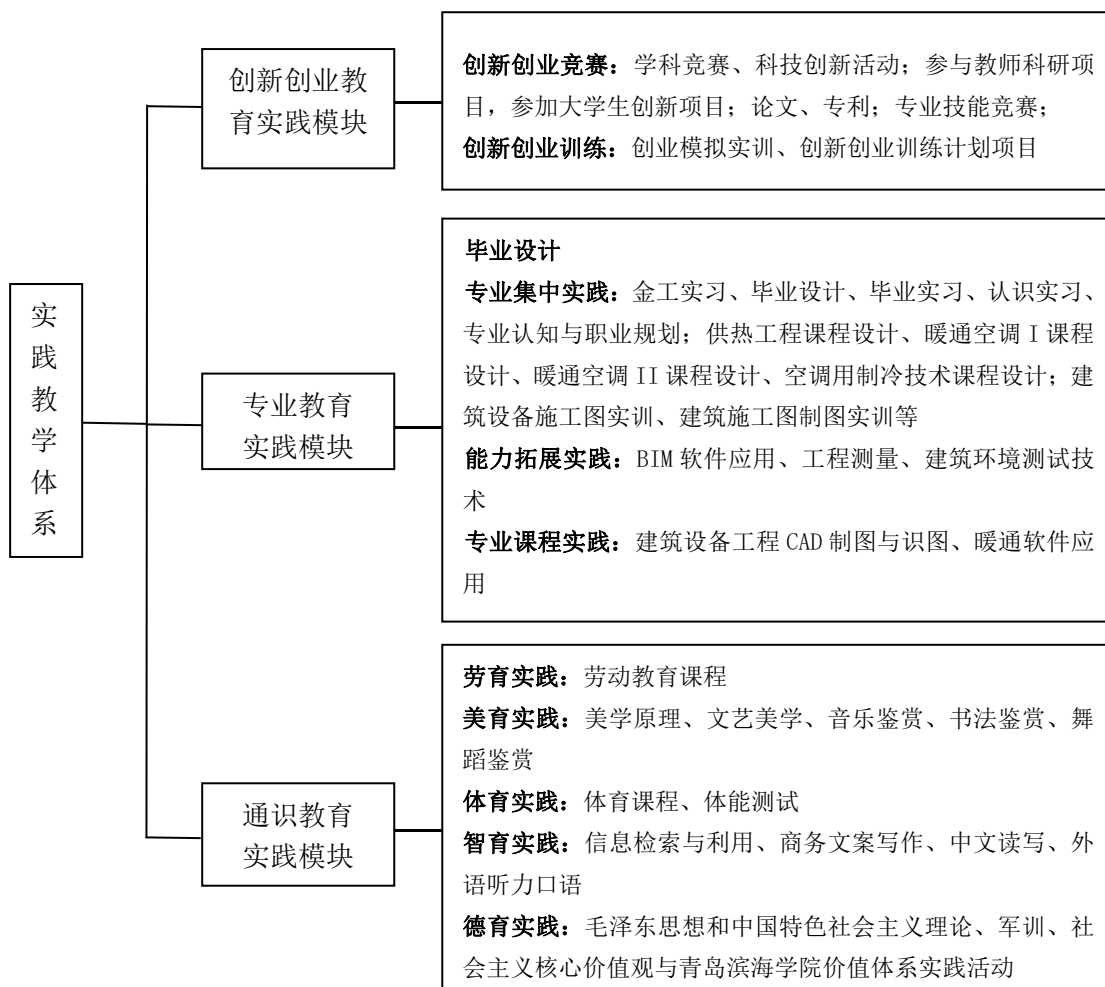 创新创业教
育实践模块
创新创业竞赛：学科竞赛、科技创新活动；参与教师科研项
目，参加大学生创新项目；论文、专利；专业技能竞赛；
创新创业训练：创业模拟实训、创新创业训练计划项目
实
践
教
学
体
系
专业教育
实践模块
毕业设计
专业集中实践：金工实习、毕业设计、毕业实习、认识实习、
专业认知与职业规划；供热工程课程设计、暖通空调 I 课程
设计、暖通空调 II 课程设计、空调用制冷技术课程设计；建
筑设备施工图实训、建筑施工图制图实训等
能力拓展实践：BIM 软件应用、工程测量、建筑环境测试技
术
专业课程实践：建筑设备工程 CAD 制图与识图、暖通软件应
用
通识教育
实践模块
劳育实践：劳动教育课程
美育实践：美学原理、文艺美学、音乐鉴赏、书法鉴赏、舞
蹈鉴赏
体育实践：体育课程、体能测试
智育实践：信息检索与利用、商务文案写作、中文读写、外
语听力口语
德育实践：毛泽东思想和中国特色社会主义理论、军训、社
会主义核心价值观与青岛滨海学院价值体系实践活动